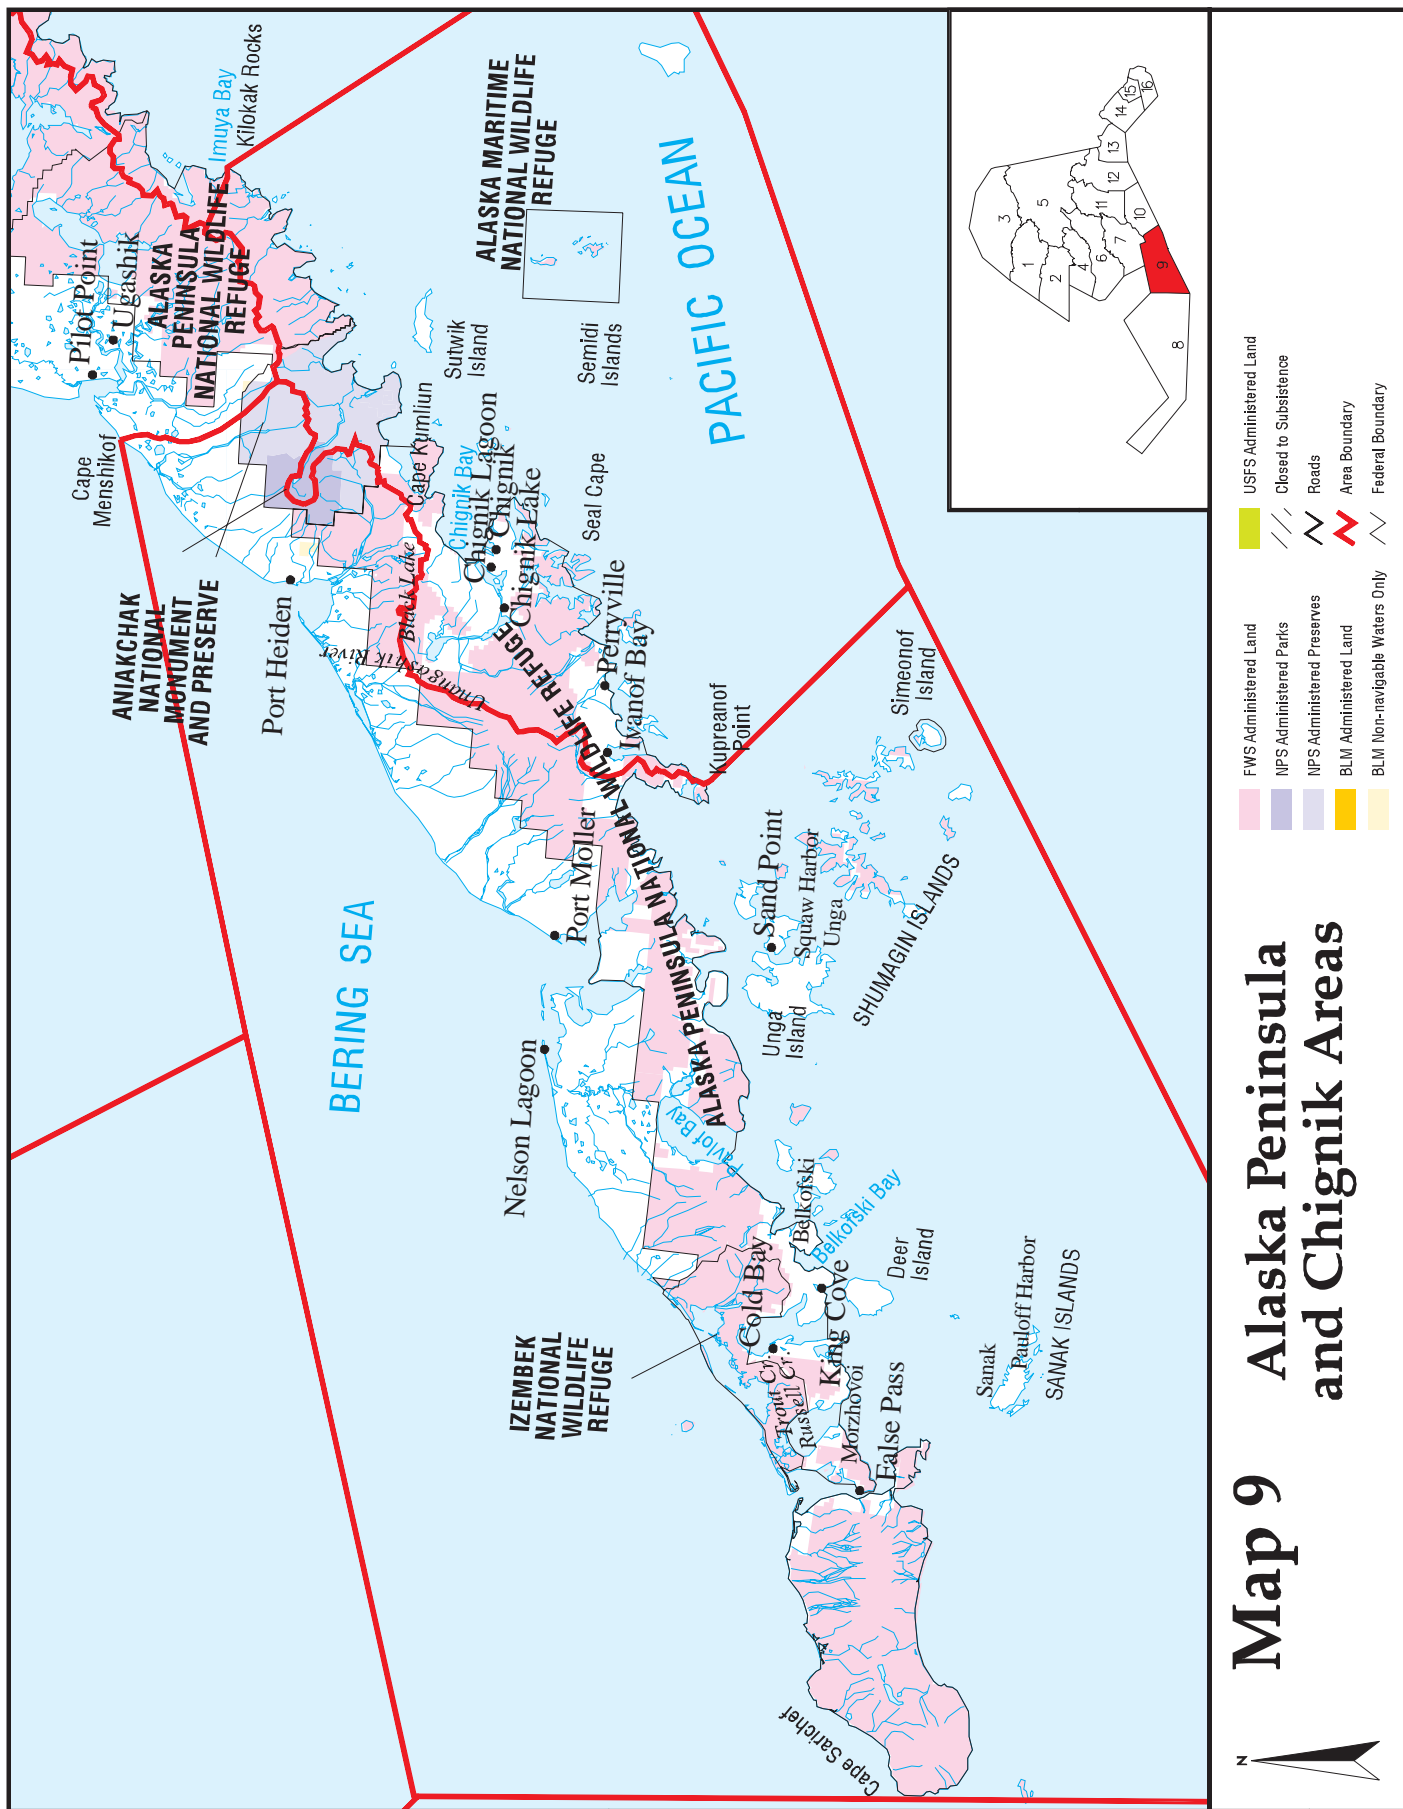 Imuya Bay
Kilokak Rocks
ALASKA MARITIME
NATIONAL WILDLIFE
REFUGE
PACIFIC OCEAN
Pilot Point
Ugashik
ALASKA
PENINSULA
NATIONAL WILDLIFE
REFUGE
Sutwik
Island
Semidi
Islands
Cape
Menshikof
Cape Kumliun
Chignik Bay
Chignik Lagoon
Chignik
Chignik Lake
Seal Cape
ANIAKCHAK
NATIONAL
MONUMENT
AND PRESERVE
Port Heiden
Black Lake
Unangashik River
Perryville
Ivanof Bay
Kupreanof
Point
Simeonof
Island
ALASKA PENINSULA NATIONAL WILDLIFE REFUGE
BERING SEA
Port Moller
Nelson Lagoon
Sand Point
Squaw Harbor
Unga
SHUMAGIN ISLANDS
Unga
Island
Pavlof Bay
Belkofski
Belkofski Bay
Deer
Island
IZEMBEK
NATIONAL
WILDLIFE
REFUGE
Cold Bay
King Cove
Trout Cr.
Russell Cr.
Morzhovoi
False Pass
Sanak
Pauloff Harbor
SANAK ISLANDS
Cape Sarichef
1
2
3
4
5
6
7
8
9
10
11
12
13
14
15
16
Map 9
Alaska Peninsula
and Chignik Areas
N
FWS Administered Land
NPS Administered Parks
NPS Administered Preserves
BLM Administered Land
BLM Non-navigable Waters Only
USFS Administered Land
Closed to Subsistence
Roads
Area Boundary
Federal Boundary